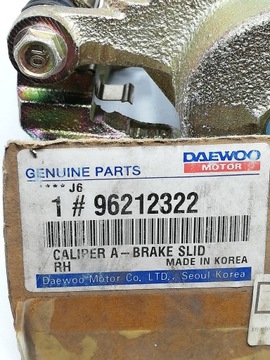 GENUINE PARTS
DAEWOO
MOTOR
**** J6
1 # 96212322
CALIPER A-BRAKE SLID
RH
MADE IN KOREA
Daewoo Motor Co. LTD., Seoul Korea